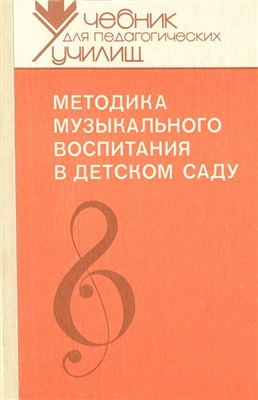 Учебник
для педагогических
училищ
МЕТОДИКА
МУЗЫКАЛЬНОГО
ВОСПИТАНИЯ
В ДЕТСКОМ САДУ